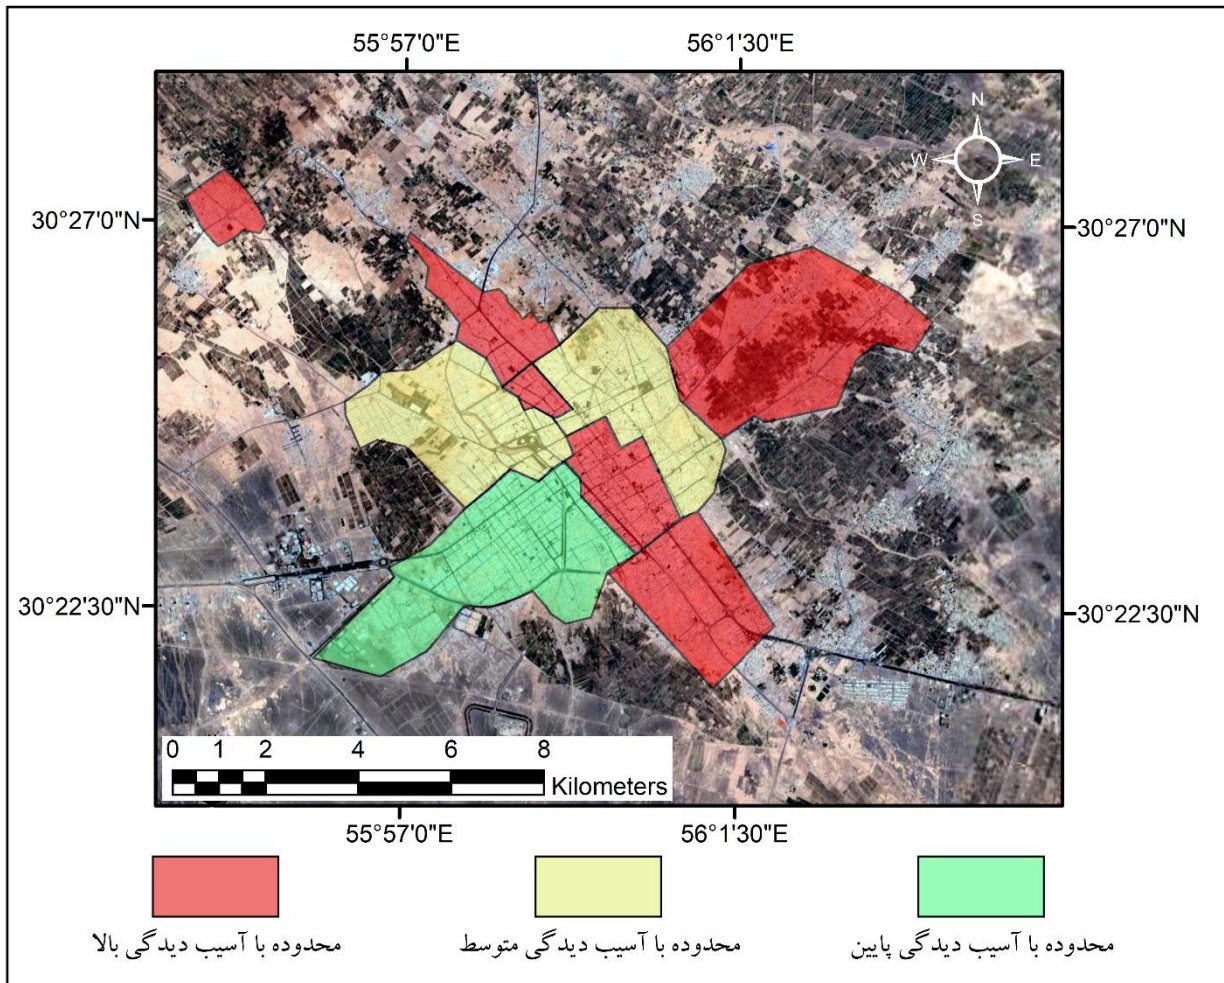 55°57'0"E 56°1'30"E
N
W E
S
30°27'0"N 30°27'0"N
30°22'30"N 30°22'30"N
0 1 2 4 6 8
Kilometers
55°57'0"E 56°1'30"E
محدوده با آسیب دیدگی بالا
محدوده با آسیب دیدگی متوسط
محدوده با آسیب دیدگی پایین